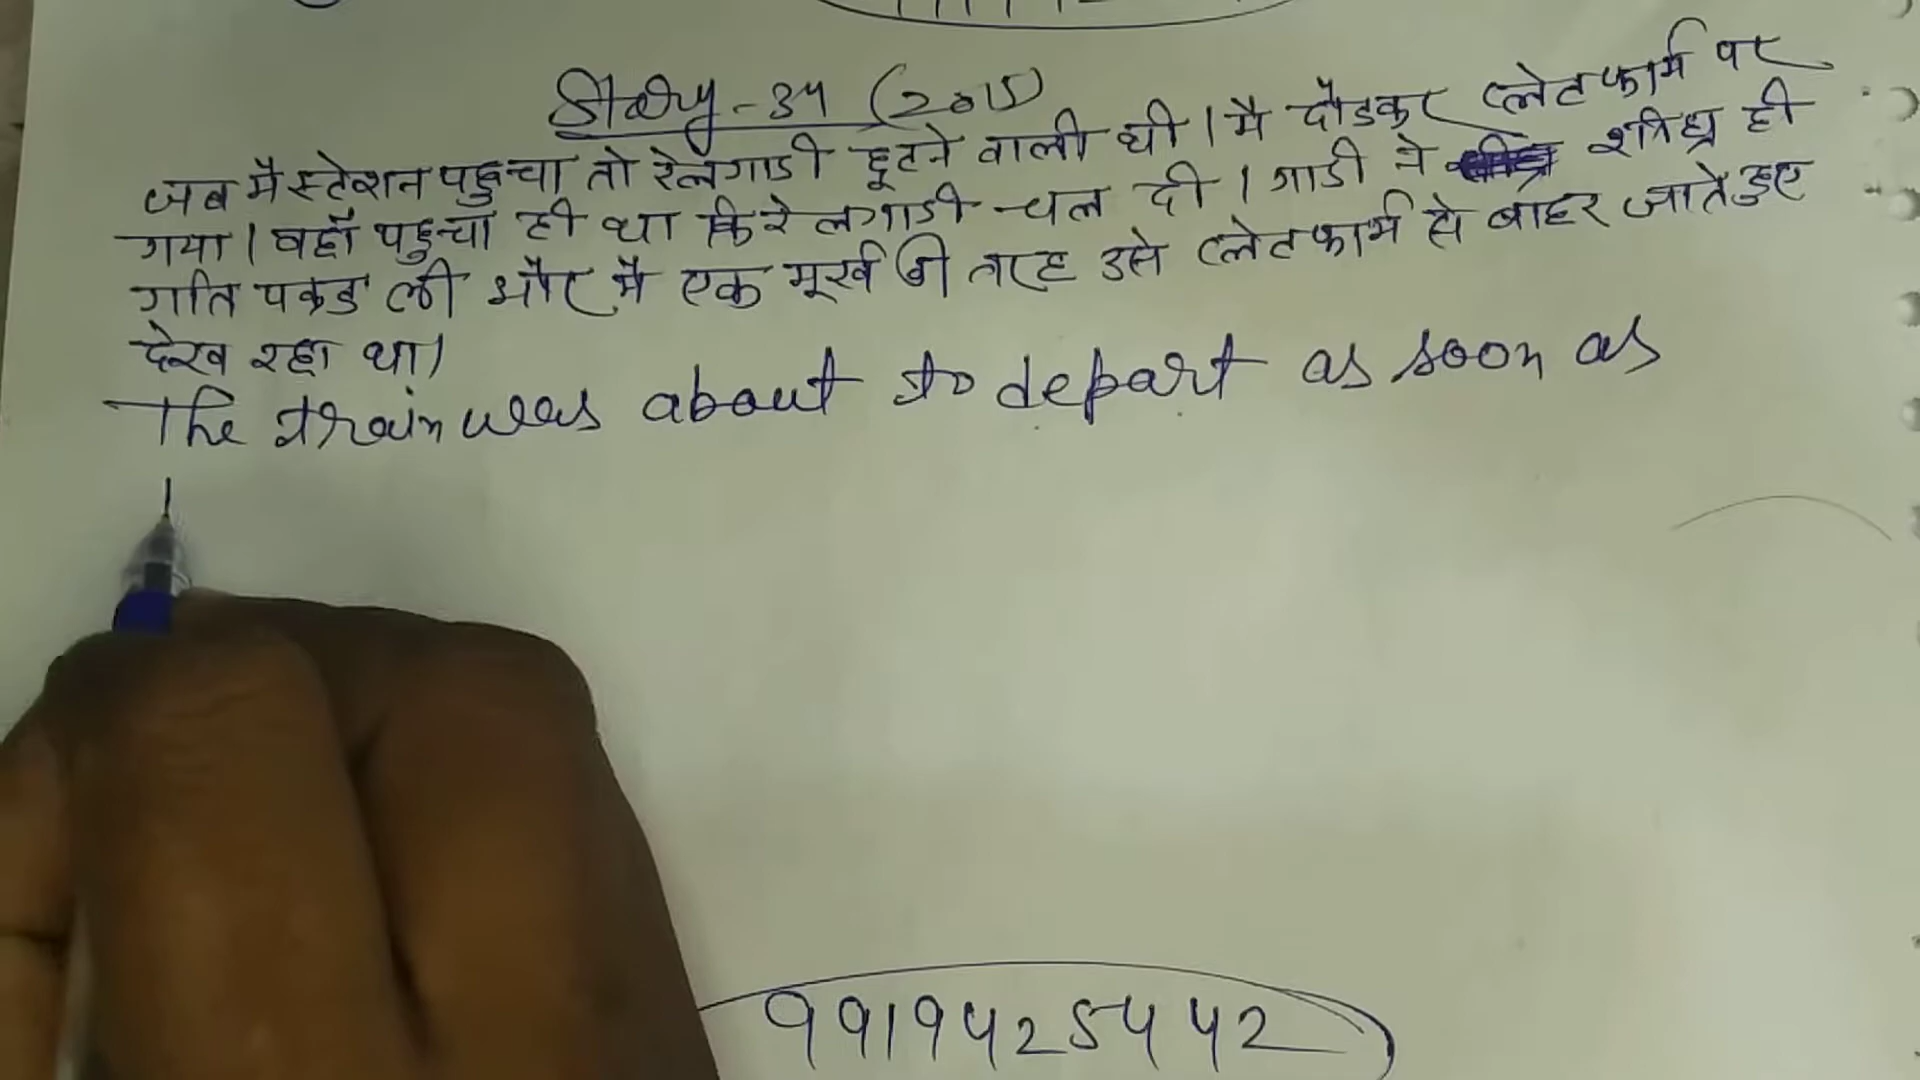 Story-34 (2015)
जब मै स्टेशन पहुन्चा तो रेलगाडी छूटने वाली थी । मै दौडकर प्लेटफार्म पर
गया । वहाँ पहुन्चा ही था कि रेलगाडी चल दी । गाडी ने शीघ्र ही
गति पकड ली और मै एक मूर्ख की तरह उसे प्लेटफार्म से बाहर जाते हुए
देख रहा था।
The train was about to depart as soon as
I
9919425442